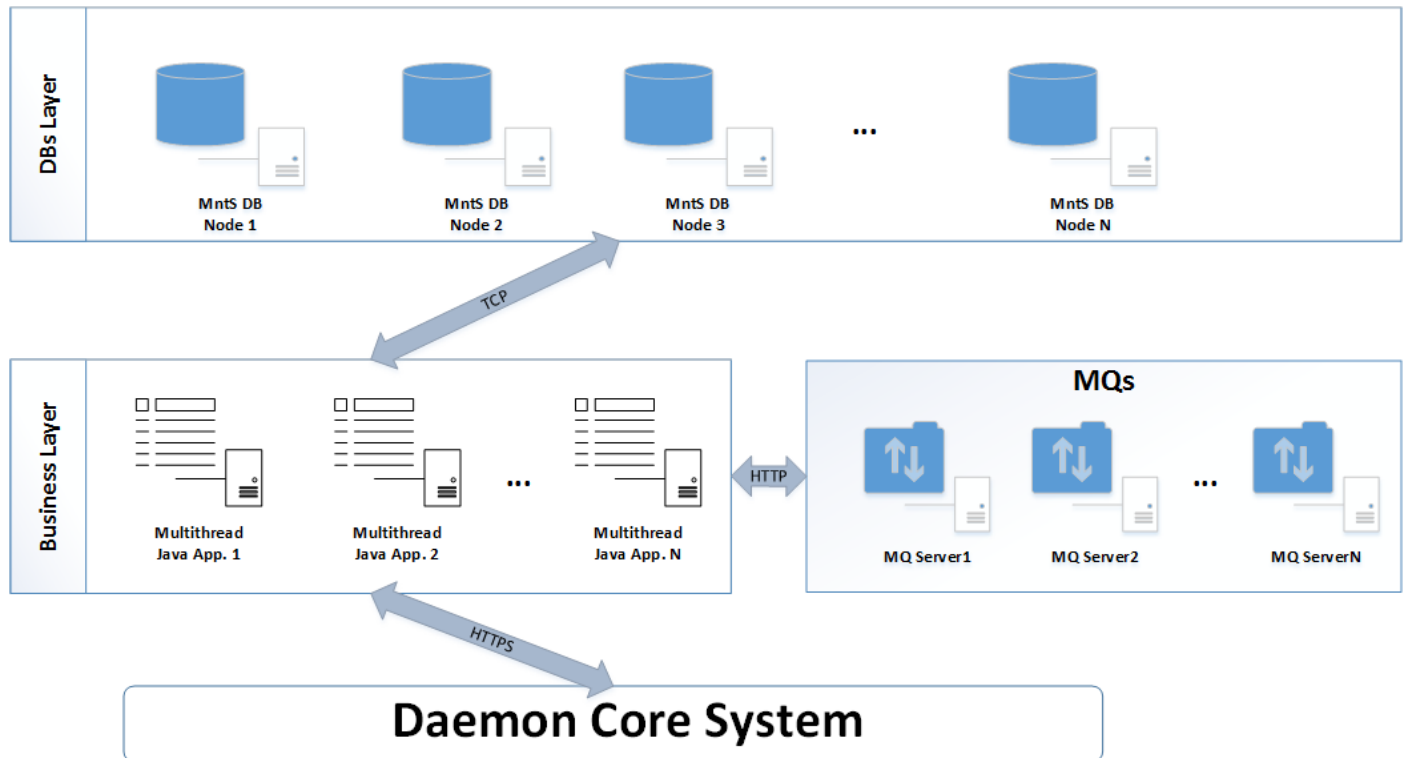 DBs Layer
...
MntS DB
Node 1
MntS DB
Node 2
MntS DB
Node 3
MntS DB
Node N
TCP
Business Layer
...
Multithread
Java App. 1
Multithread
Java App. 2
Multithread
Java App. N
HTTP
MQs
...
MQ Server1
MQ Server2
MQ ServerN
HTTPS
Daemon Core System